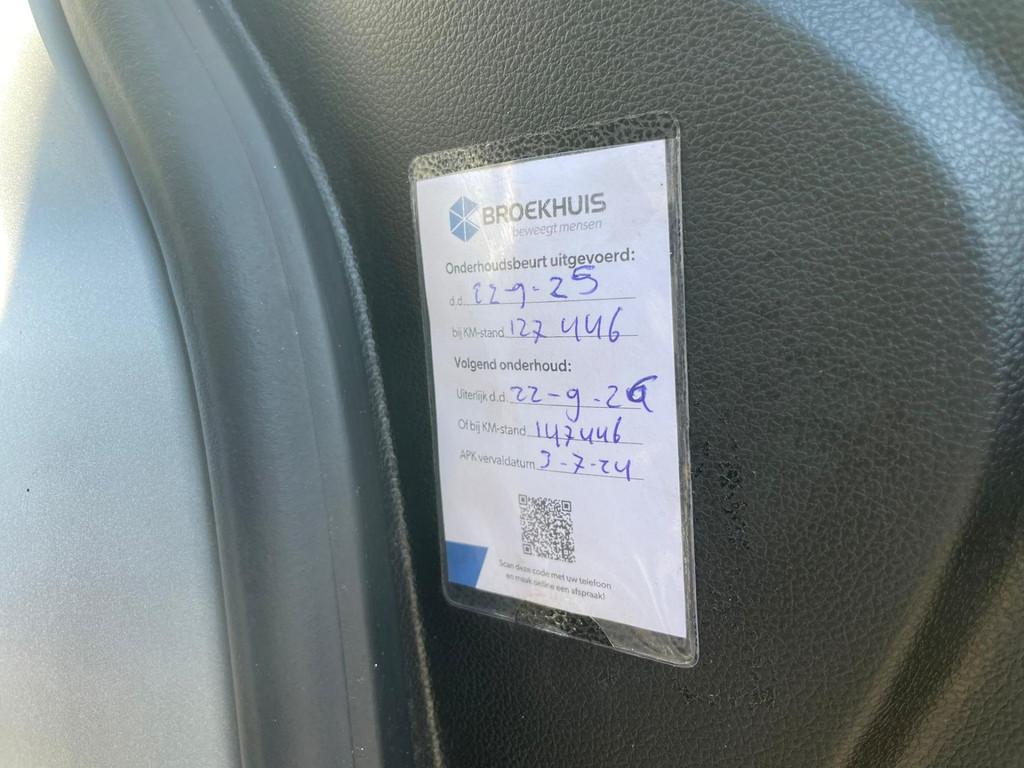 BROEKHUIS
beweegt mensen
Onderhoudsbeurt uitgevoerd:
d.d. 22-9-25
bij KM-stand 127 446
Volgend onderhoud:
Uiterlijk d.d. 22-9-26
Of bij KM-stand 147446
APK vervaldatum 3-7-24
Scan deze code met uw telefoon
en maak online een afspraak!